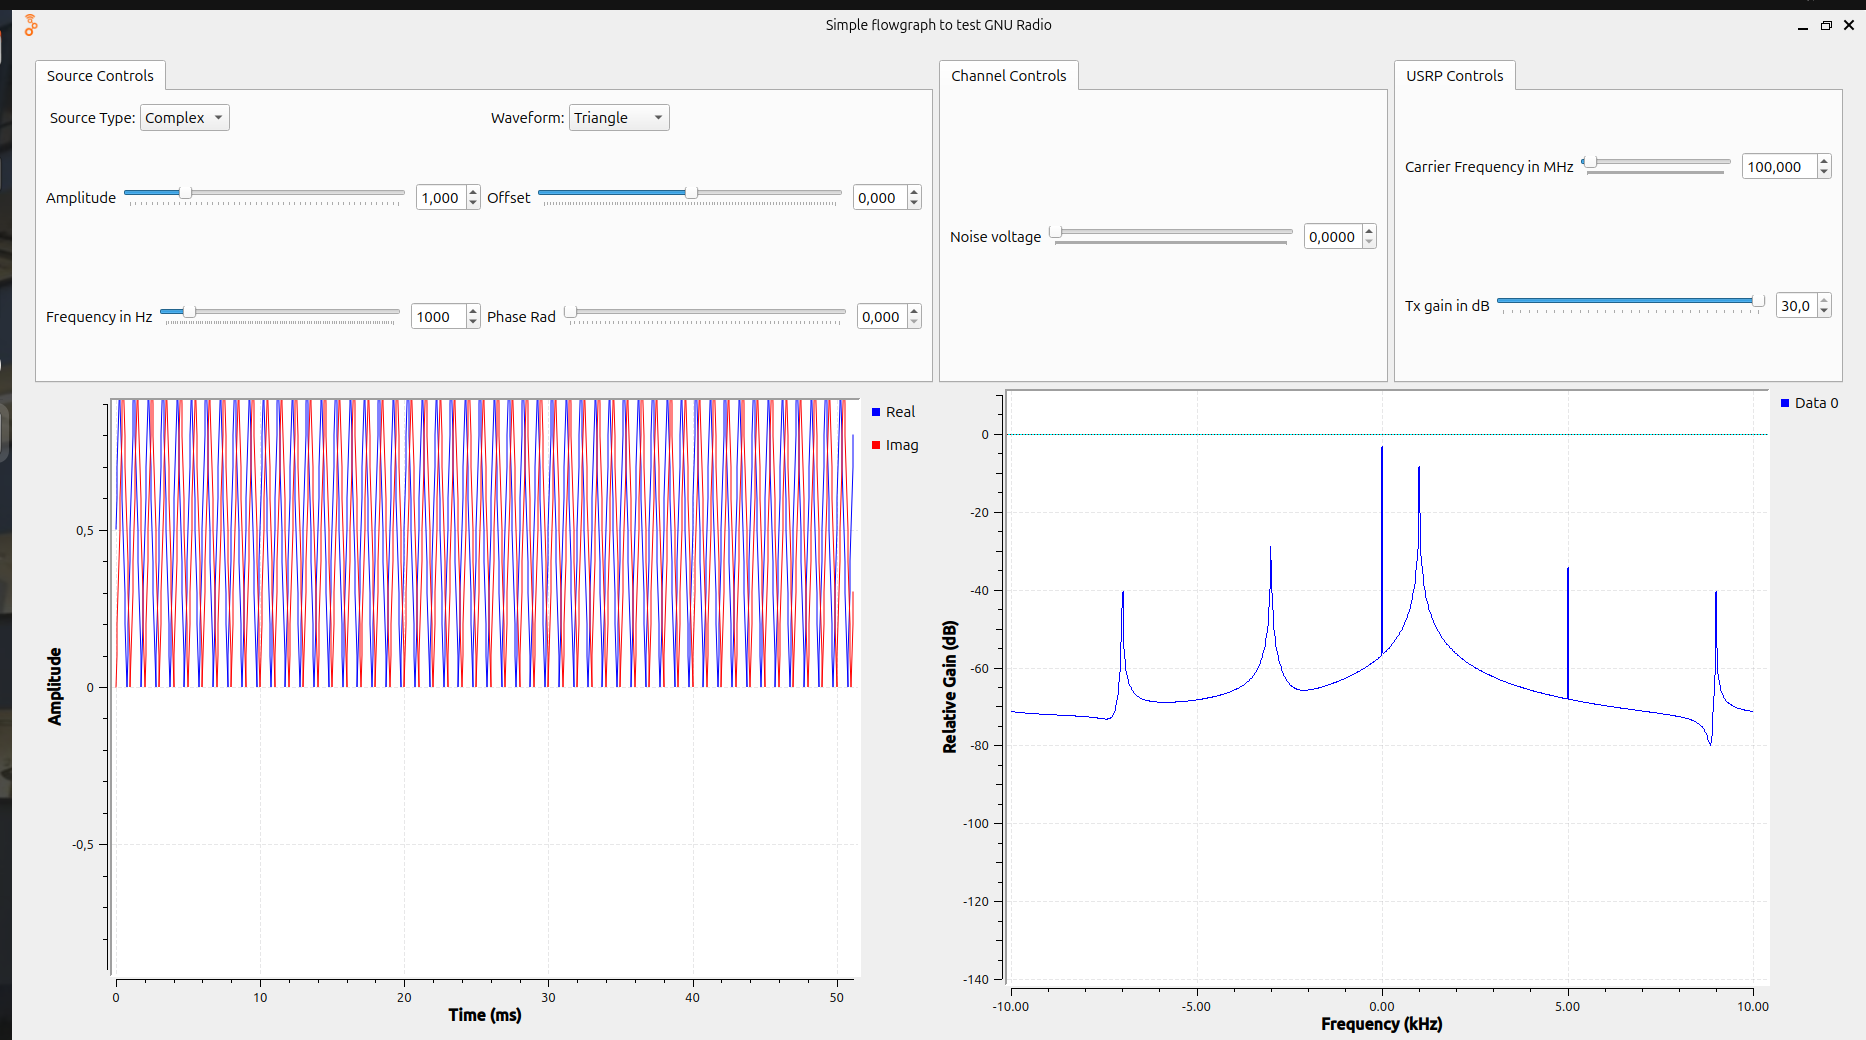 Simple flowgraph to test GNU Radio
Source Controls
Channel Controls
USRP Controls
Source Type: Complex
Waveform: Triangle
Carrier Frequency in MHz 100,000
Amplitude 1,000
Offset 0,000
Noise voltage 0,0000
Frequency in Hz 1000
Phase Rad 0,000
Tx gain in dB 30,0
Real
Imag
0,5
0
-0,5
Amplitude
0 10 20 30 40 50
Time (ms)
Data 0
0
-20
-40
-60
-80
-100
-120
-140
Relative Gain (dB)
-10.00 -5.00 0.00 5.00 10.00
Frequency (kHz)